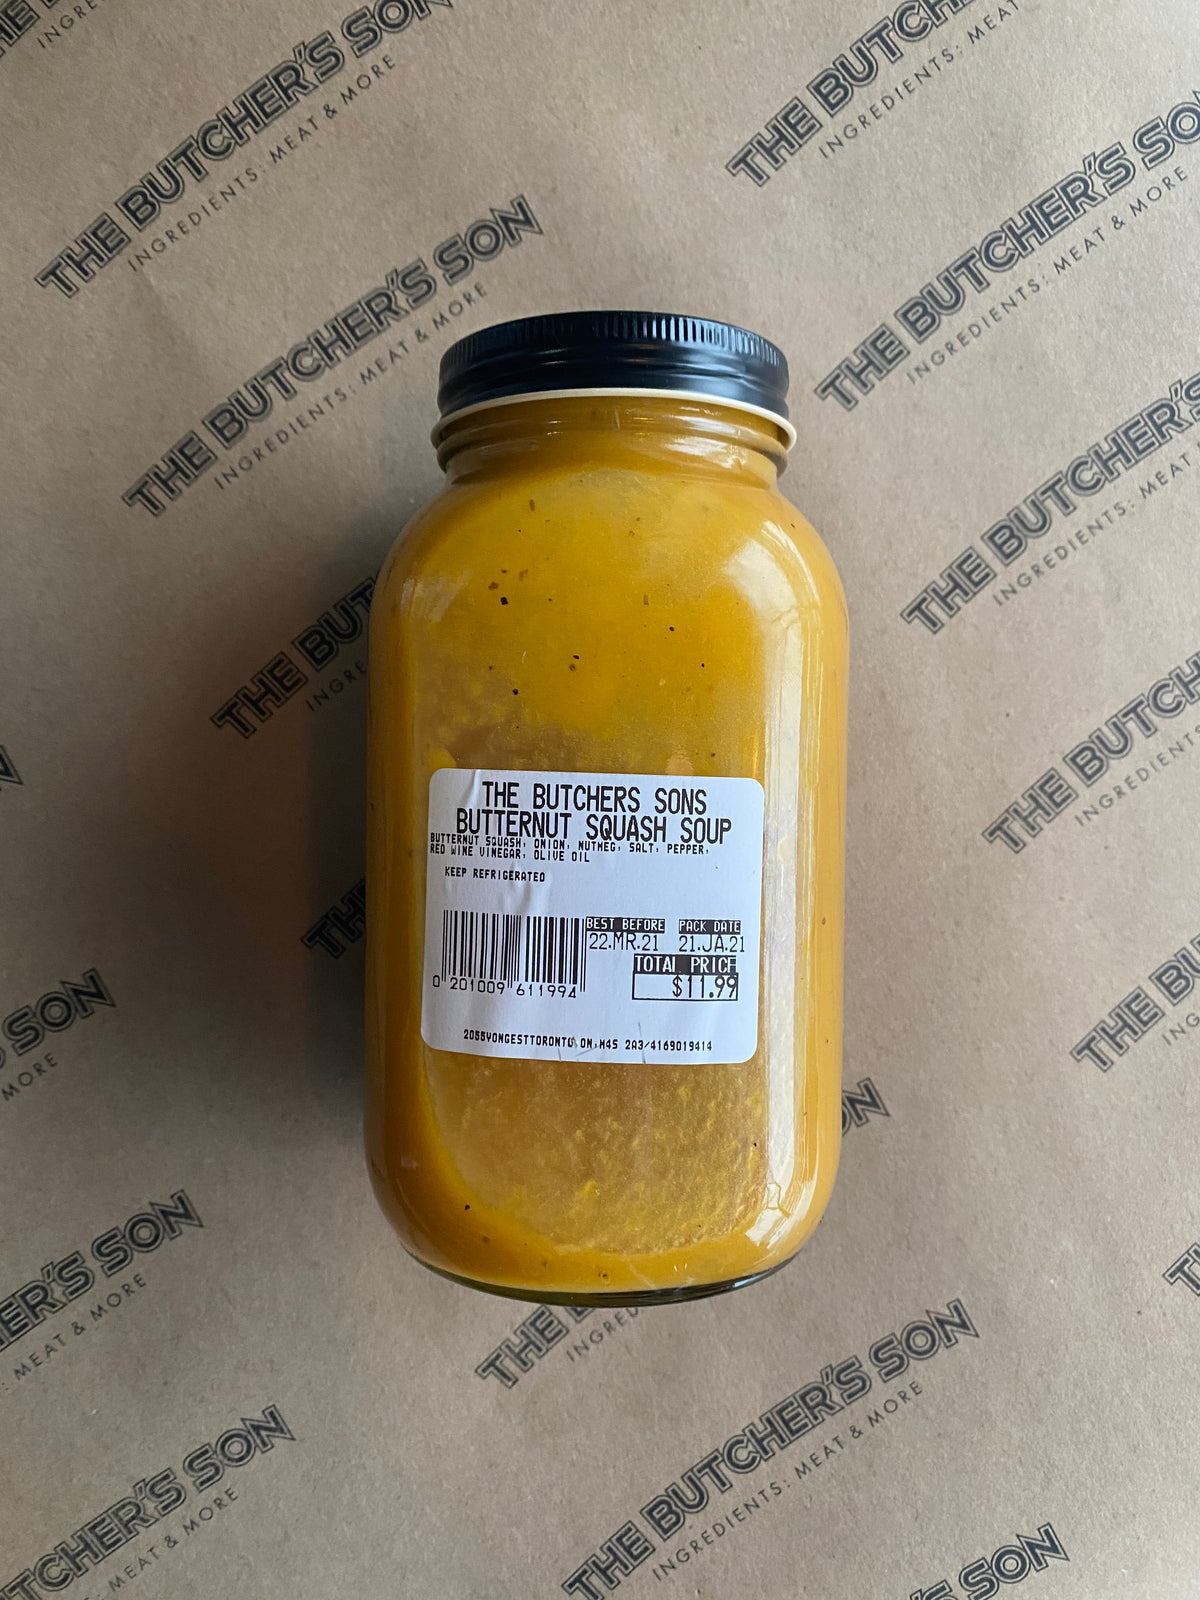 THE BUTCHER'S SON
INGREDIENTS: MEAT & MORE
THE BUTCHERS SONS
BUTTERNUT SQUASH SOUP
BUTTERNUT SQUASH, ONION, NUTMEG, SALT, PEPPER,
RED WINE VINEGAR, OLIVE OIL
KEEP REFRIGERATED
BEST BEFORE PACK DATE
22.MR.21 21.JA.21
TOTAL PRICE
$11.99
0 201009 611994
2055YONGESTTORONTO,ON,M4S 2A3/4169019414